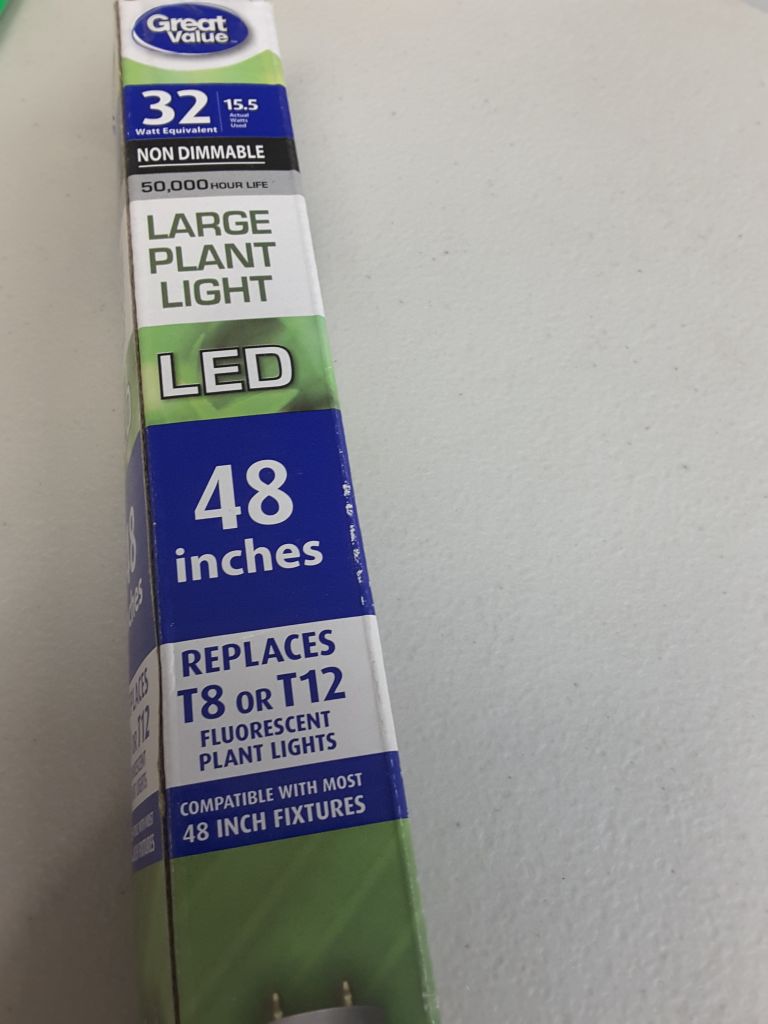 Great
Value
32
Watt Equivalent
15.5
Actual
Watts
Used
NON DIMMABLE
50,000 HOUR LIFE
LARGE
PLANT
LIGHT
LED
48
inches
REPLACES
T8 OR T12
FLUORESCENT
PLANT LIGHTS
COMPATIBLE WITH MOST
48 INCH FIXTURES